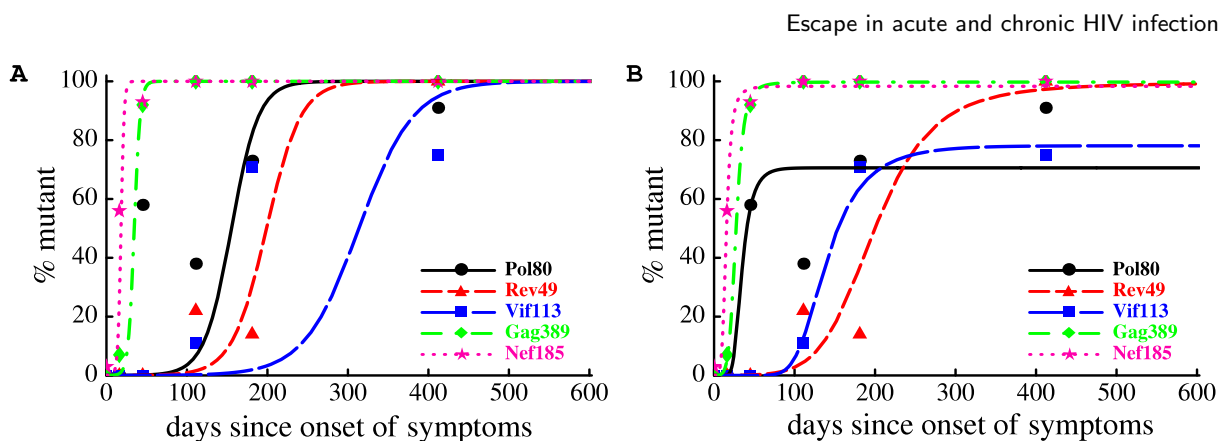 Escape in acute and chronic HIV infection
A
100
80
60
40
20
0
% mutant
0 100 200 300 400 500 600
days since onset of symptoms
Pol80
Rev49
Vif113
Gag389
Nef185
B
100
80
60
40
20
0
% mutant
0 100 200 300 400 500 600
days since onset of symptoms
Pol80
Rev49
Vif113
Gag389
Nef185